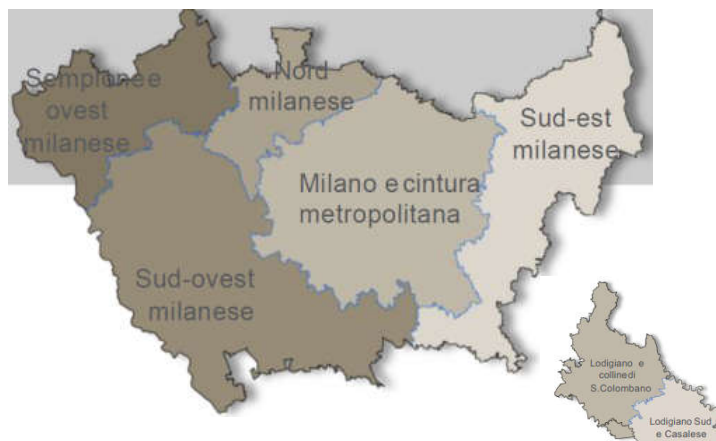 Sempione e
ovest
milanese
Nord
milanese
Sud-est
milanese
Milano e cintura
metropolitana
Sud-ovest
milanese
Lodigiano e
colline di
S.Colombano
Lodigiano Sud
e Casalese